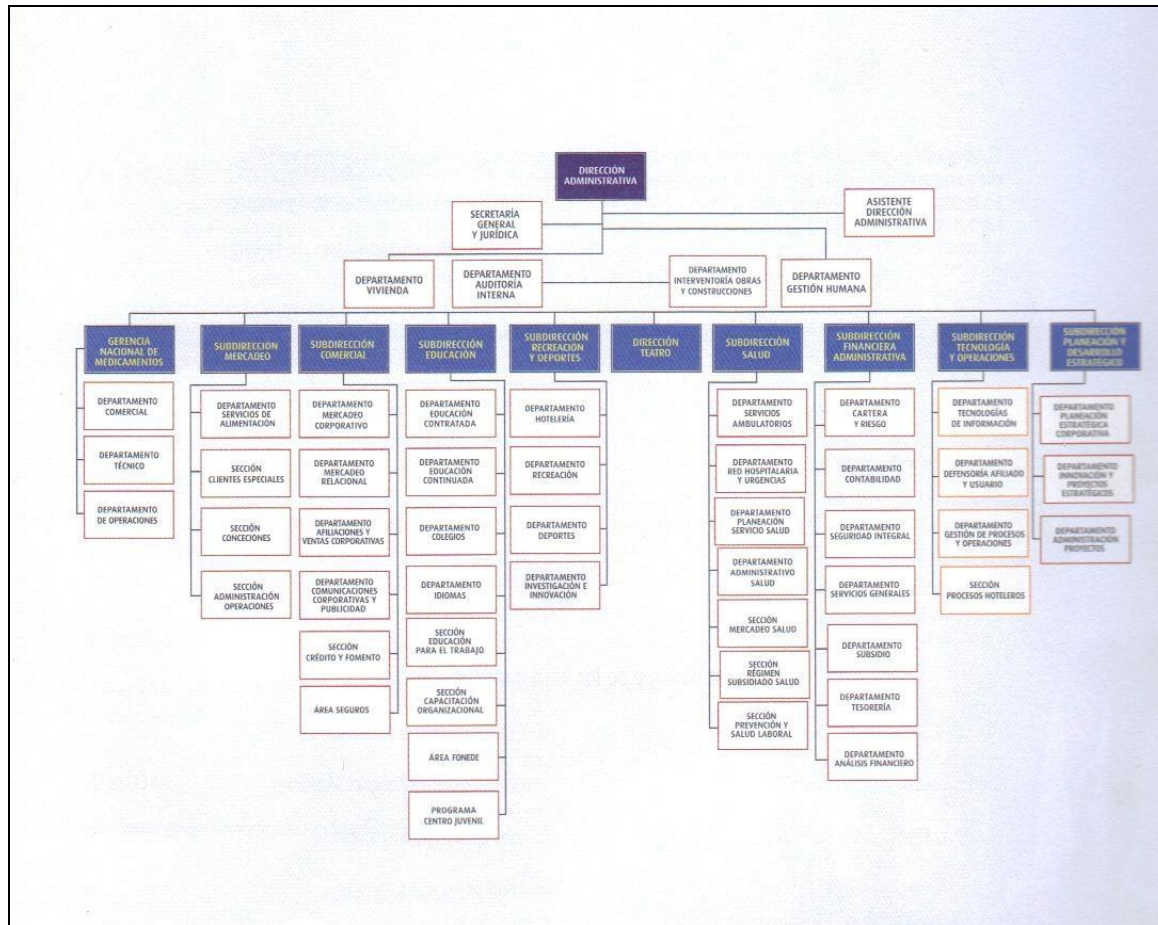 DIRECCIÓN
ADMINISTRATIVA
SECRETARÍA
GENERAL
Y JURÍDICA
ASISTENTE
DIRECCIÓN
ADMINISTRATIVA
DEPARTAMENTO
VIVIENDA
DEPARTAMENTO
AUDITORÍA
INTERNA
DEPARTAMENTO
INTERVENTORÍA OBRAS
Y CONSTRUCCIONES
DEPARTAMENTO
GESTIÓN HUMANA
GERENCIA
NACIONAL DE
MEDICAMENTOS
DEPARTAMENTO
COMERCIAL
DEPARTAMENTO
TÉCNICO
DEPARTAMENTO
DE OPERACIONES
SUBDIRECCIÓN
MERCADEO
DEPARTAMENTO
SERVICIOS DE
ALIMENTACIÓN
SECCIÓN
CLIENTES ESPECIALES
SECCIÓN
CONCECIONES
SECCIÓN
ADMINISTRACIÓN
OPERACIONES
SUBDIRECCIÓN
COMERCIAL
DEPARTAMENTO
MERCADEO
CORPORATIVO
DEPARTAMENTO
MERCADEO
RELACIONAL
DEPARTAMENTO
AFILIACIONES Y
VENTAS CORPORATIVAS
DEPARTAMENTO
COMUNICACIONES
CORPORATIVAS Y
PUBLICIDAD
SECCIÓN
CRÉDITO Y FOMENTO
ÁREA SEGUROS
SUBDIRECCIÓN
EDUCACIÓN
DEPARTAMENTO
EDUCACIÓN
CONTRATADA
DEPARTAMENTO
EDUCACIÓN
CONTINUADA
DEPARTAMENTO
COLEGIOS
DEPARTAMENTO
IDIOMAS
SECCIÓN
EDUCACIÓN
PARA EL TRABAJO
SECCIÓN
CAPACITACIÓN
ORGANIZACIONAL
ÁREA FONEDE
PROGRAMA
CENTRO JUVENIL
SUBDIRECCIÓN
RECREACIÓN
Y DEPORTES
DEPARTAMENTO
HOTELERÍA
DEPARTAMENTO
RECREACIÓN
DEPARTAMENTO
DEPORTES
DEPARTAMENTO
INVESTIGACIÓN E
INNOVACIÓN
DIRECCIÓN
TEATRO
SUBDIRECCIÓN
SALUD
DEPARTAMENTO
SERVICIOS
AMBULATORIOS
DEPARTAMENTO
RED HOSPITALARIA
Y URGENCIAS
DEPARTAMENTO
PLANEACIÓN
SERVICIO SALUD
DEPARTAMENTO
ADMINISTRATIVO
SALUD
SECCIÓN
MERCADEO SALUD
SECCIÓN
RÉGIMEN
SUBSIDIADO SALUD
SECCIÓN
PREVENCIÓN Y
SALUD LABORAL
SUBDIRECCIÓN
FINANCIERA
ADMINISTRATIVA
DEPARTAMENTO
CARTERA
Y RIESGO
DEPARTAMENTO
CONTABILIDAD
DEPARTAMENTO
SEGURIDAD INTEGRAL
DEPARTAMENTO
SERVICIOS GENERALES
DEPARTAMENTO
SUBSIDIO
DEPARTAMENTO
TESORERÍA
DEPARTAMENTO
ANÁLISIS FINANCIERO
SUBDIRECCIÓN
TECNOLOGÍA
Y OPERACIONES
DEPARTAMENTO
TECNOLOGÍAS
DE INFORMACIÓN
DEPARTAMENTO
DEFENSORÍA AFILIADO
Y USUARIO
DEPARTAMENTO
GESTIÓN DE PROCESOS
Y OPERACIONES
SECCIÓN
PROCESOS HOTELEROS
SUBDIRECCIÓN
PLANEACIÓN Y
DESARROLLO
ESTRATÉGICO
DEPARTAMENTO
PLANEACIÓN
ESTRATÉGICA
CORPORATIVA
DEPARTAMENTO
INNOVACIÓN Y
PROYECTOS
ESTRATÉGICOS
DEPARTAMENTO
ADMINISTRACIÓN
PROYECTOS